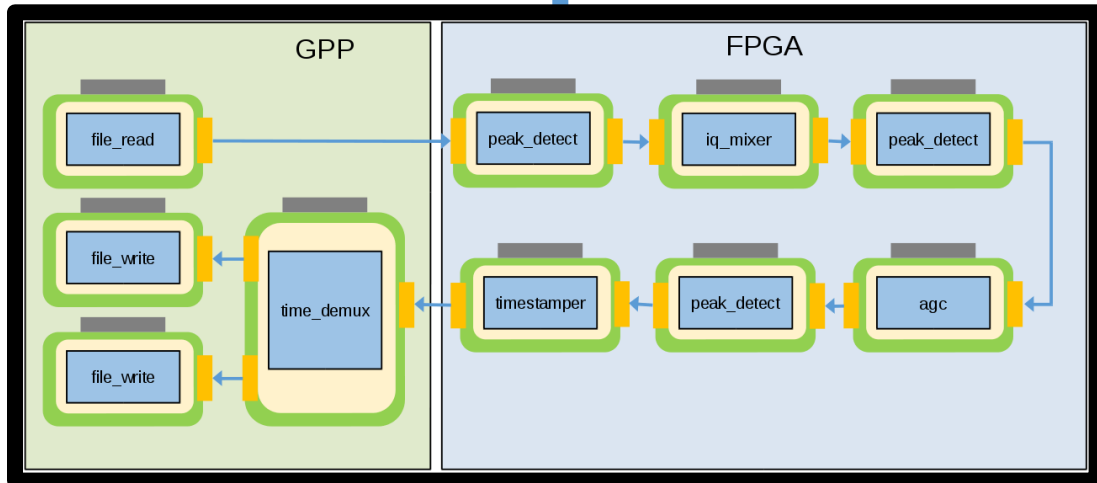 GPP
FPGA
file_read
peak_detect
iq_mixer
peak_detect
file_write
time_demux
timestamper
peak_detect
agc
file_write